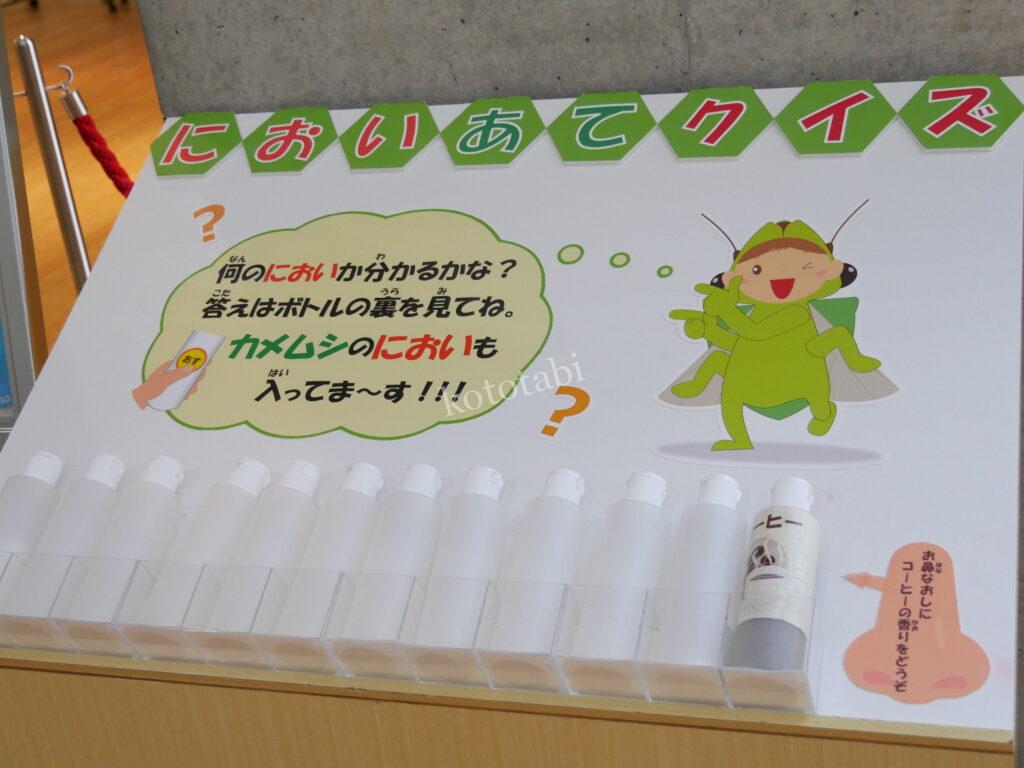 においあてクイズ
何のにおいか分かるかな？
答えはボトルの裏を見てね。
カメムシのにおいも
入ってま〜す！！！
おす
kototabi
ーヒー
お鼻なおしに
コーヒーの香りをどうぞ